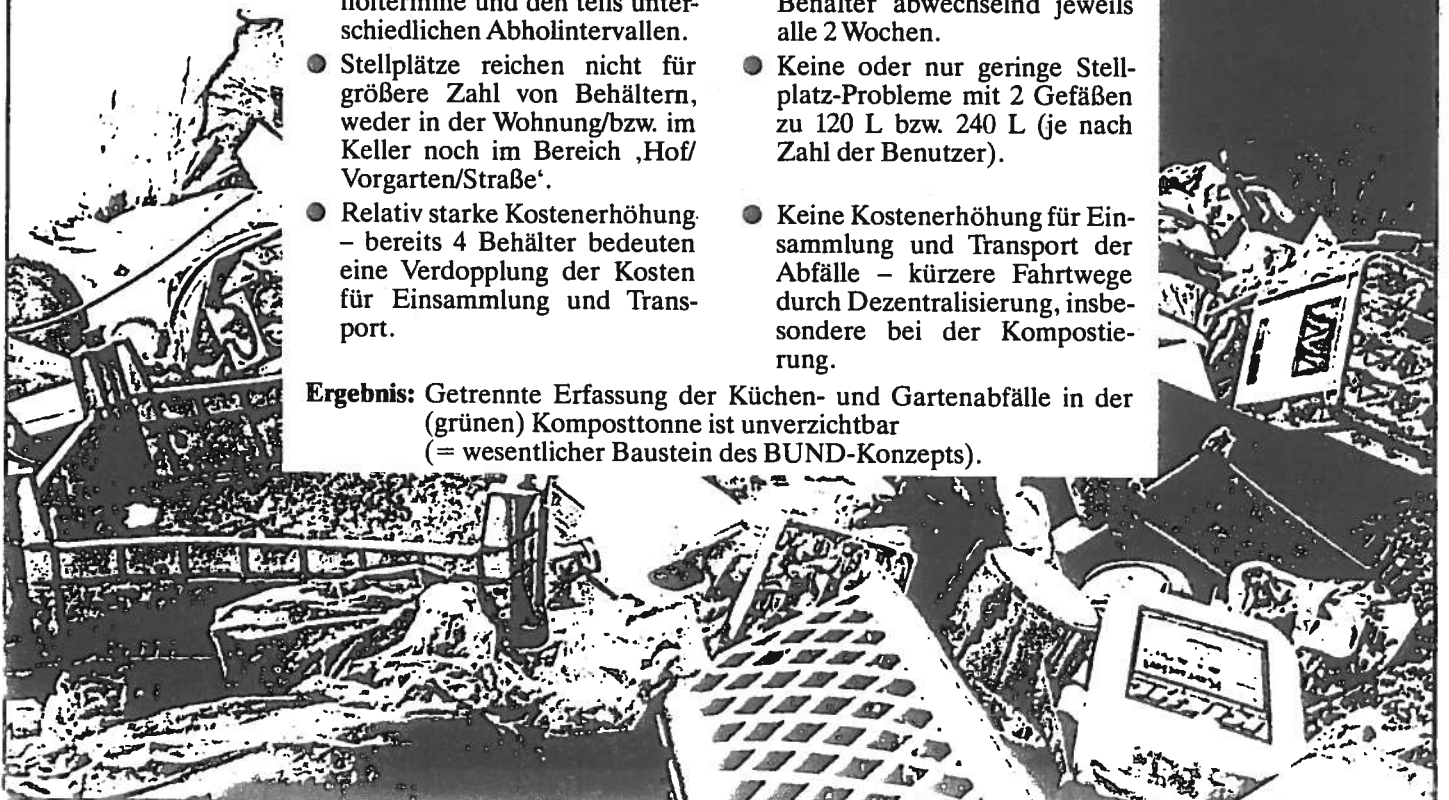 holtermine und den teils unter-
schiedlichen Abholintervallen.
● Stellplätze reichen nicht für
größere Zahl von Behältern,
weder in der Wohnung/bzw. im
Keller noch im Bereich ‚Hof/
Vorgarten/Straße‘.
● Relativ starke Kostenerhöhung
– bereits 4 Behälter bedeuten
eine Verdopplung der Kosten
für Einsammlung und Trans-
port.
Behälter abwechselnd jeweils
alle 2 Wochen.
● Keine oder nur geringe Stell-
platz-Probleme mit 2 Gefäßen
zu 120 L bzw. 240 L (je nach
Zahl der Benutzer).
● Keine Kostenerhöhung für Ein-
sammlung und Transport der
Abfälle – kürzere Fahrtwege
durch Dezentralisierung, insbe-
sondere bei der Kompostie-
rung.
Ergebnis: Getrennte Erfassung der Küchen- und Gartenabfälle in der
(grünen) Komposttonne ist unverzichtbar
(= wesentlicher Baustein des BUND-Konzepts).